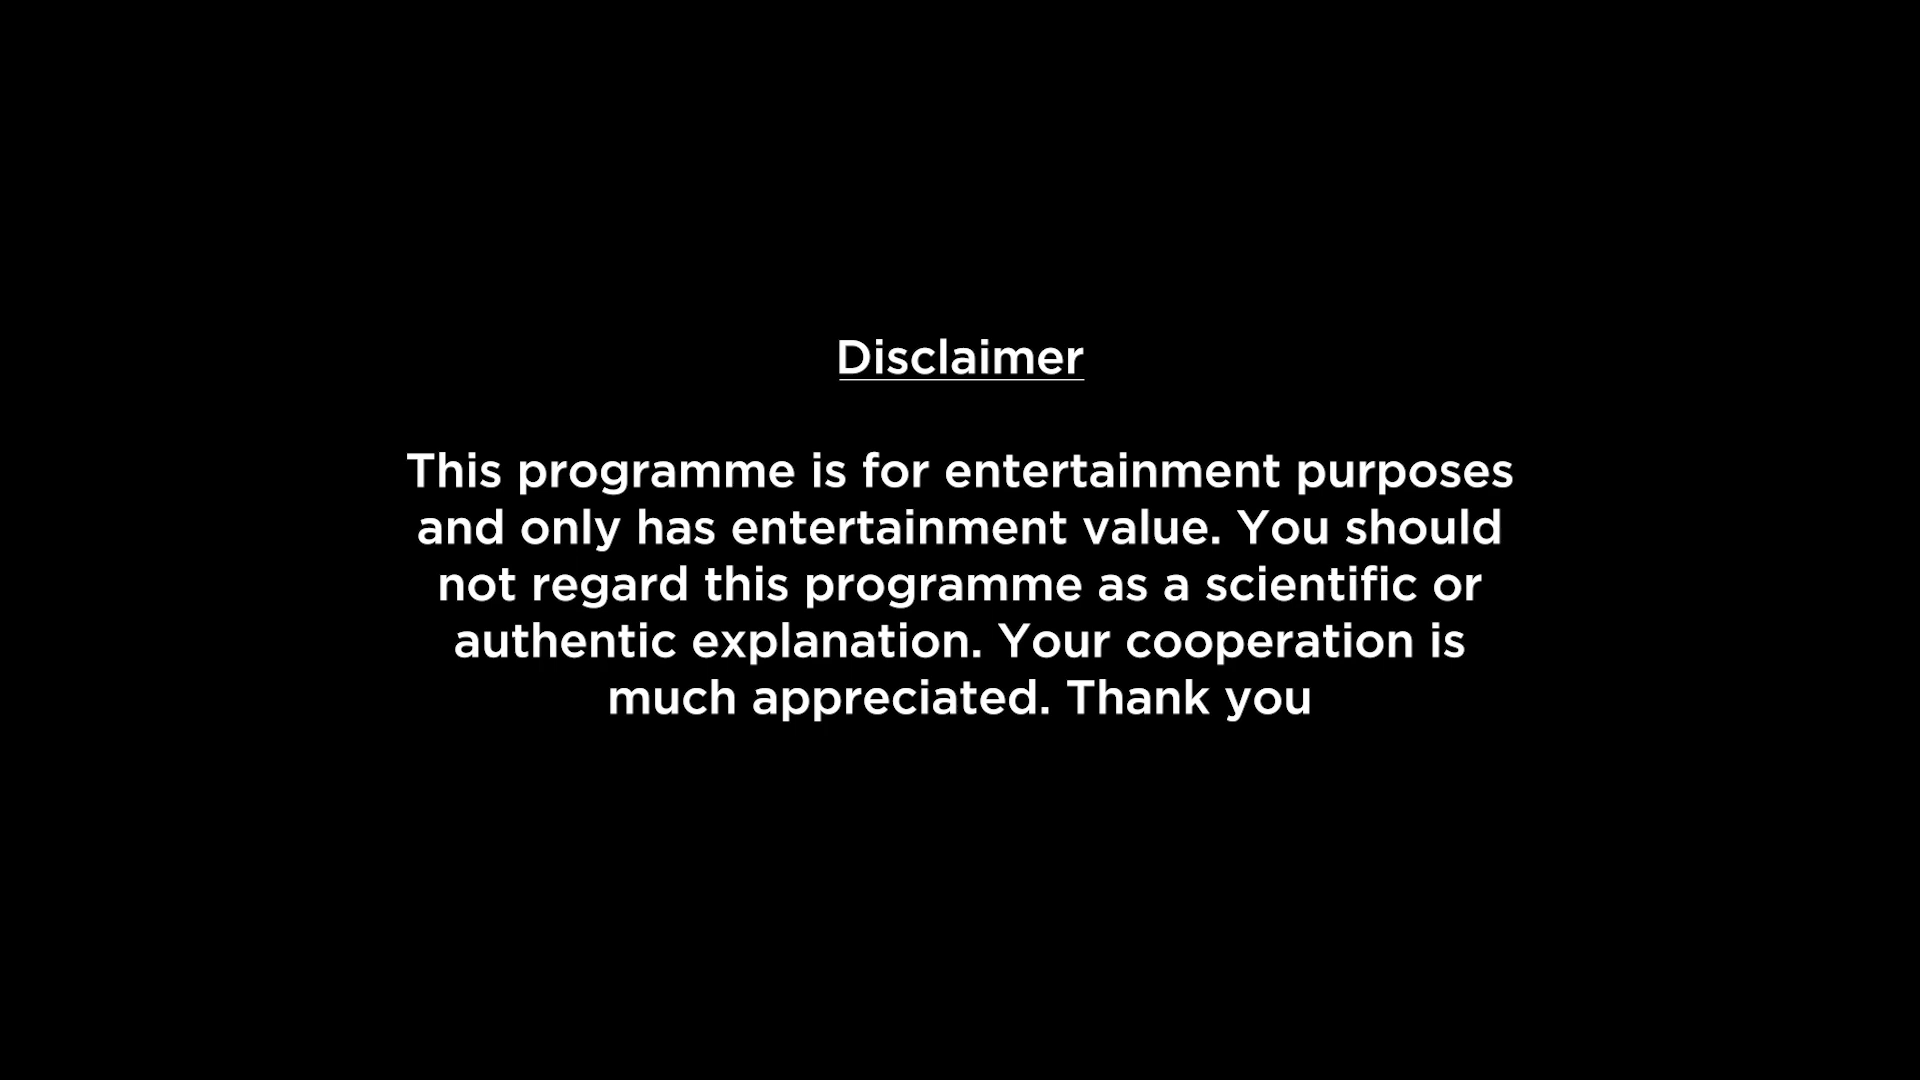 Disclaimer
This programme is for entertainment purposes
and only has entertainment value. You should
not regard this programme as a scientific or
authentic explanation. Your cooperation is
much appreciated. Thank you